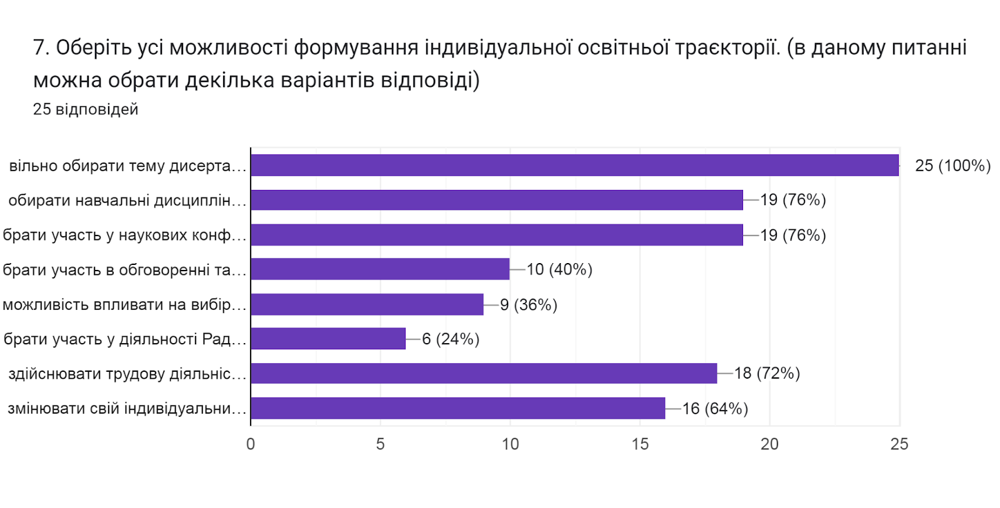 7. Оберіть усі можливості формування індивідуальної освітньої траєкторії. (в даному питанні
можна обрати декілька варіантів відповіді)
25 відповідей
вільно обирати тему дисерта… 25 (100%)
обирати навчальні дисциплін… 19 (76%)
брати участь у наукових конф… 19 (76%)
брати участь в обговоренні та… 10 (40%)
можливість впливати на вибір… 9 (36%)
брати участь у діяльності Рад… 6 (24%)
здійснювати трудову діяльніс… 18 (72%)
змінювати свій індивідуальни… 16 (64%)
0 5 10 15 20 25